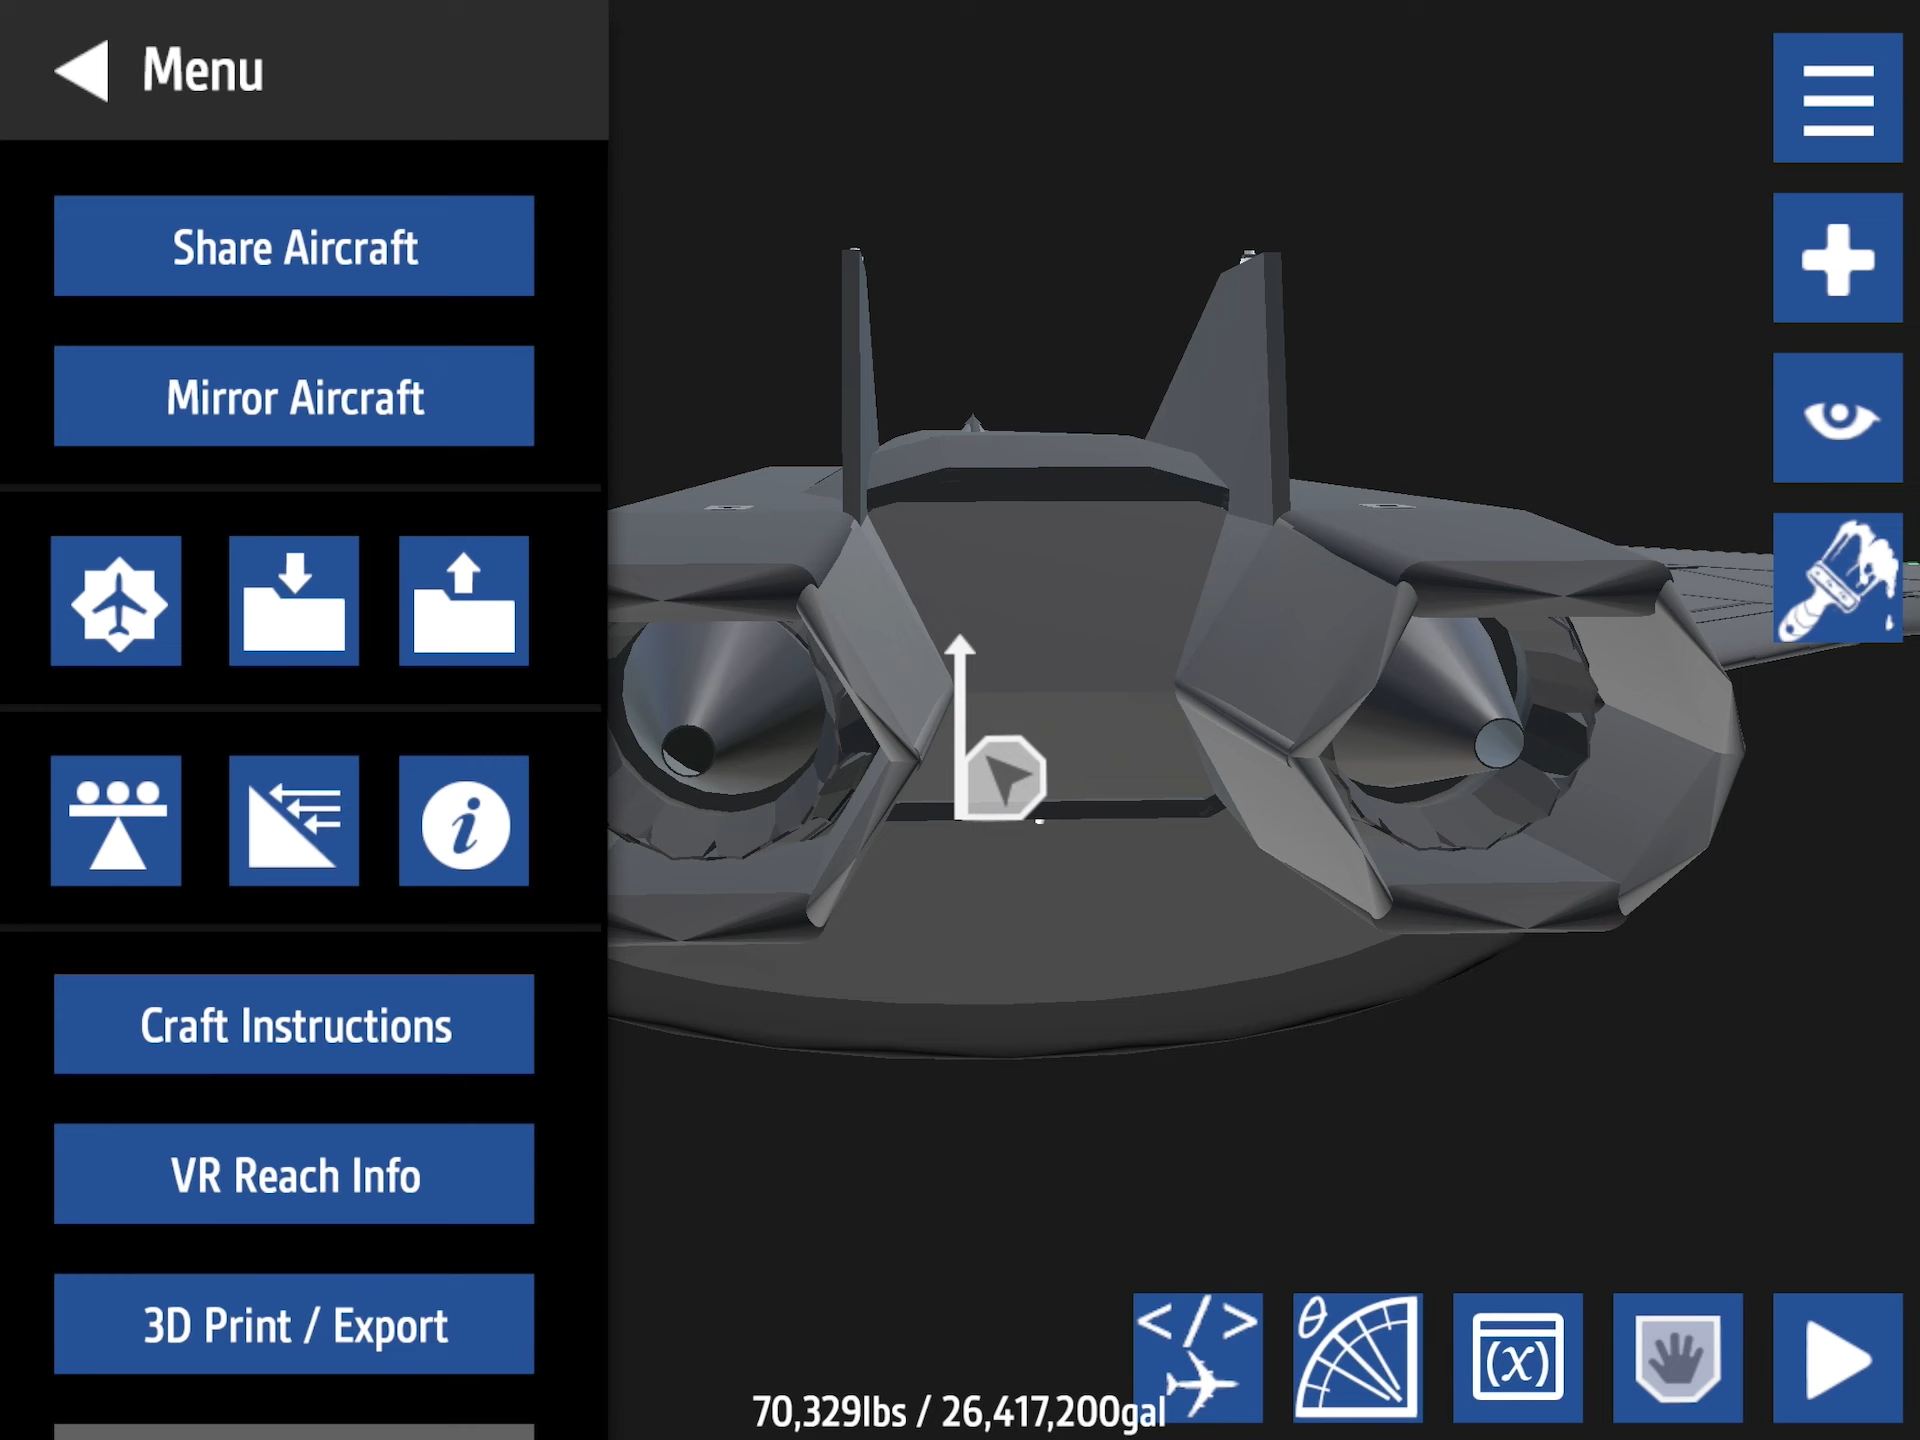 Menu
Share Aircraft
Mirror Aircraft
i
Craft Instructions
VR Reach Info
3D Print / Export
</>
θ
(x)
70,329lbs / 26,417,200gal